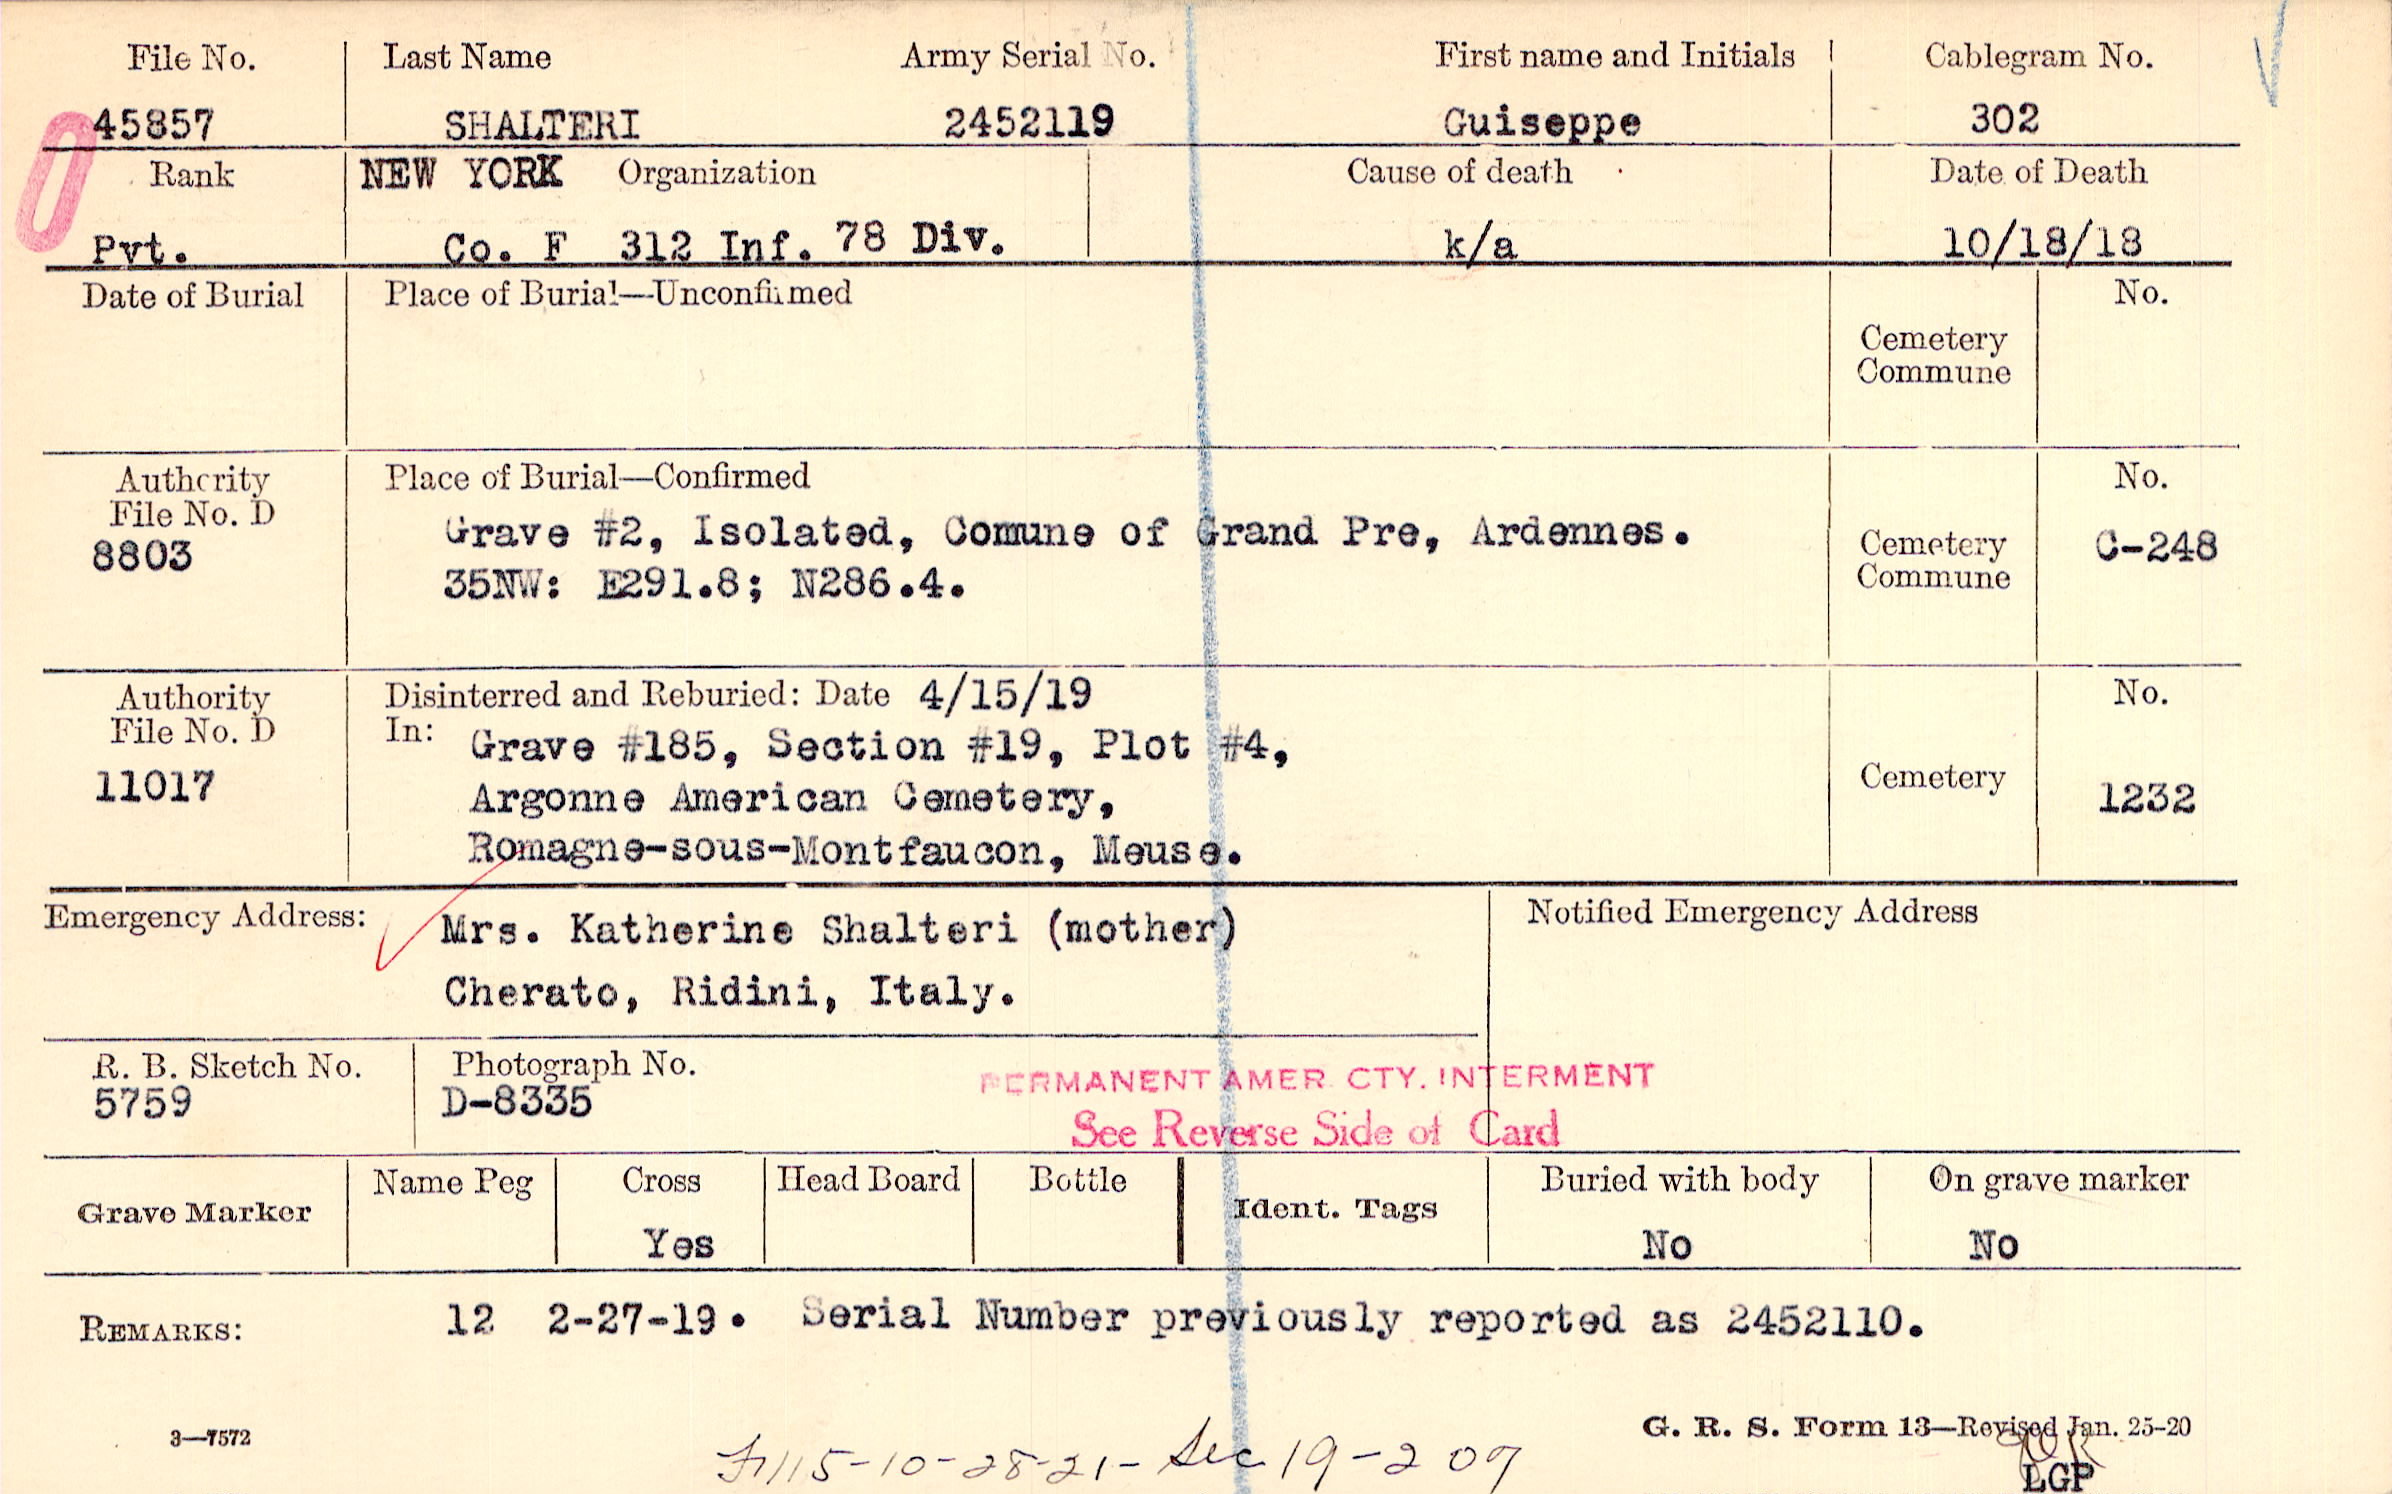 File No. Last Name Army Serial No. First name and Initials Cablegram No.
45857 SHALTERI 2452119 Guiseppe 302
Rank NEW YORK Organization Cause of death Date of Death
Pvt. Co. F 312 Inf. 78 Div. k/a 10/18/18
Date of Burial Place of Burial—Unconfirmed No.
Cemetery
Commune
Authority Place of Burial—Confirmed No.
File No. D
8803 Grave #2, Isolated, Comune of Grand Pre, Ardennes. Cemetery C-248
35NW: E291.8; N286.4. Commune
Authority Disinterred and Reburied: Date 4/15/19 No.
File No. D In: Grave #185, Section #19, Plot #4,
11017 Argonne American Cemetery, Cemetery 1232
Romagne-sous-Montfaucon, Meuse.
Emergency Address: Mrs. Katherine Shalteri (mother) Notified Emergency Address
Cherato, Ridini, Italy.
R. B. Sketch No. Photograph No. PERMANENT AMER. CTY. INTERMENT
5759 D-8335 See Reverse Side of Card
Grave Marker Name Peg Cross Head Board Bottle Ident. Tags Buried with body On grave marker
Yes No No
REMARKS: 12 2-27-19. Serial Number previously reported as 2452110.
3—7572 G. R. S. Form 13—Revised Jan. 25-20
115-10-28-21- Sec 19-2 07
LGP